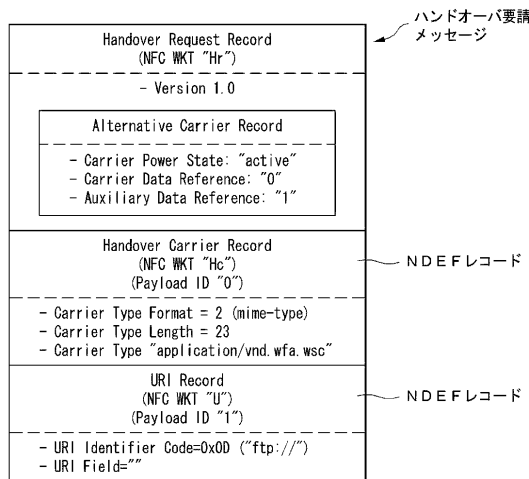 ハンドオーバ要請
メッセージ
Handover Request Record
(NFC WKT "Hr")
- Version 1.0
Alternative Carrier Record
- Carrier Power State: "active"
- Carrier Data Reference: "0"
- Auxiliary Data Reference: "1"
Handover Carrier Record
(NFC WKT "Hc")
(Payload ID "0")
NDEFレコード
- Carrier Type Format = 2 (mime-type)
- Carrier Type Length = 23
- Carrier Type "application/vnd.wfa.wsc"
URI Record
(NFC WKT "U")
(Payload ID "1")
NDEFレコード
- URI Identifier Code=0x0D ("ftp://")
- URI Field=""